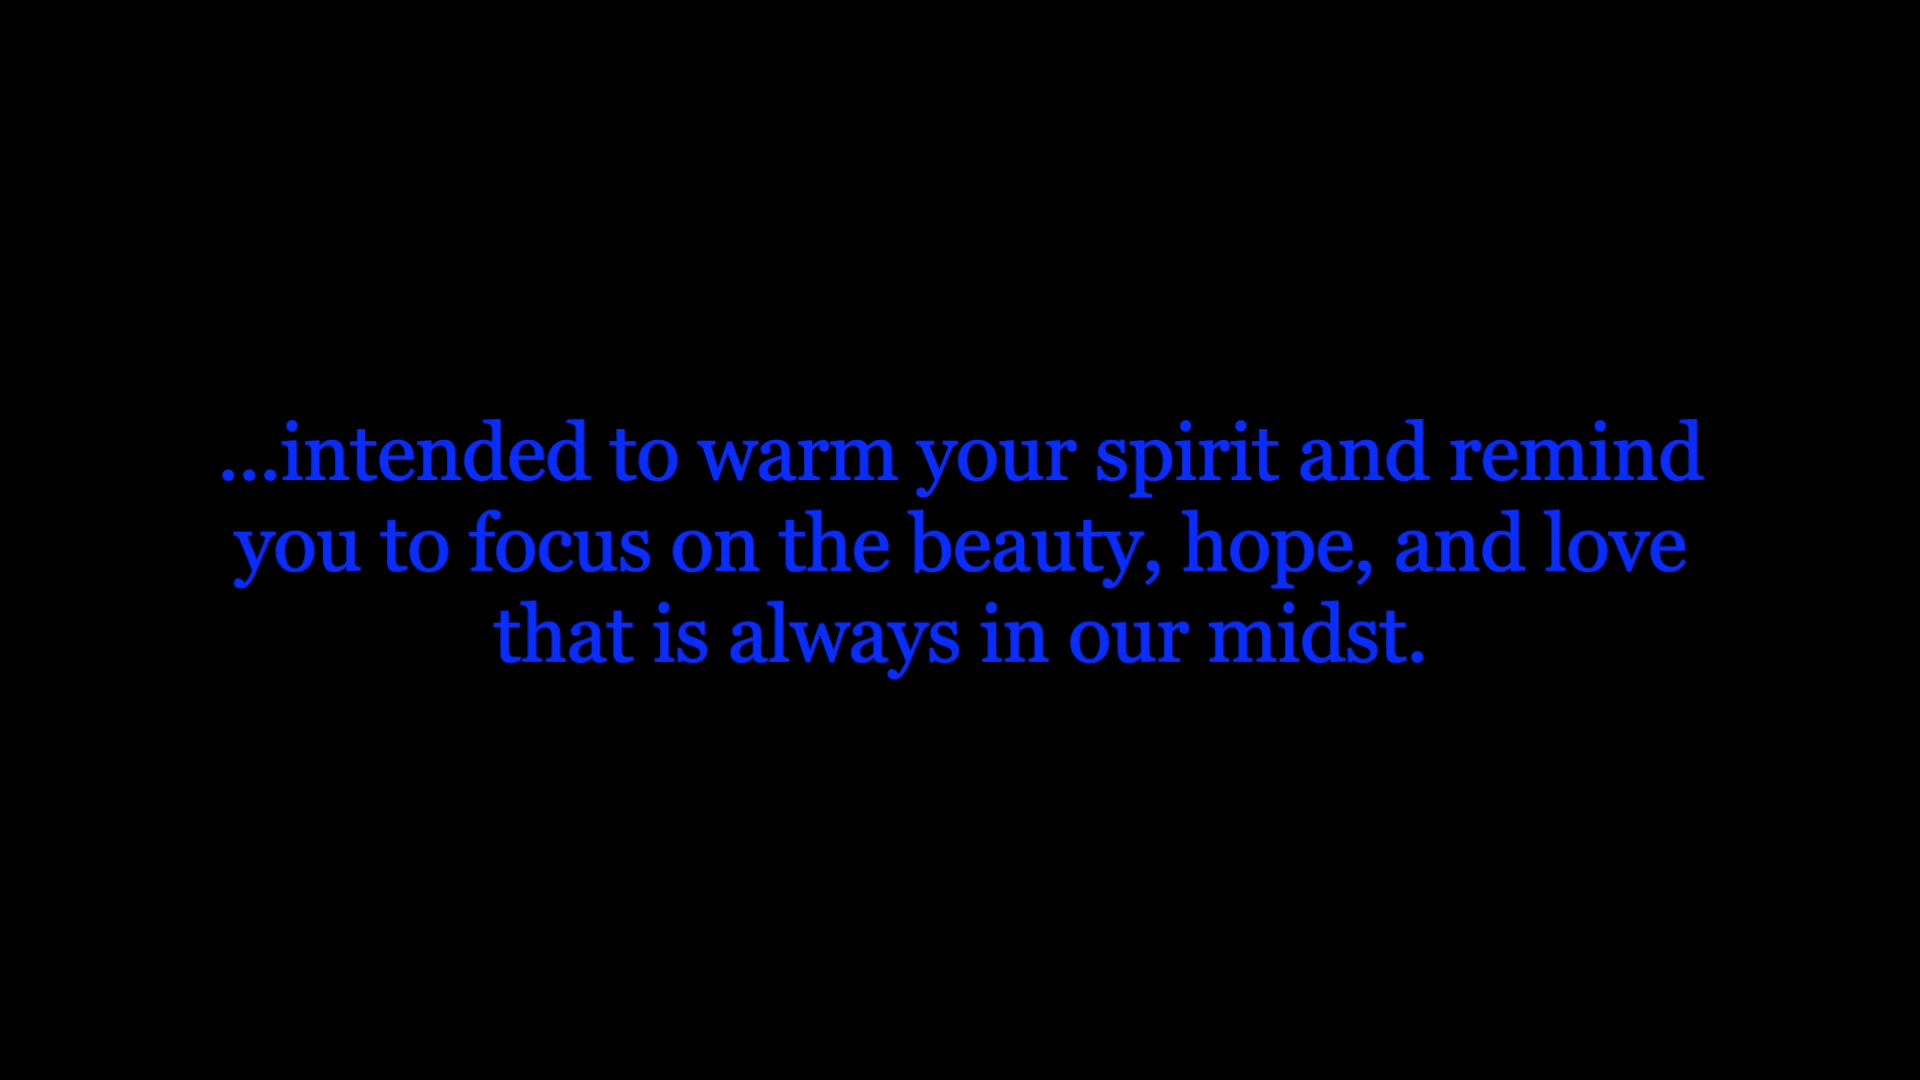 ...intended to warm your spirit and remind
you to focus on the beauty, hope, and love
that is always in our midst.